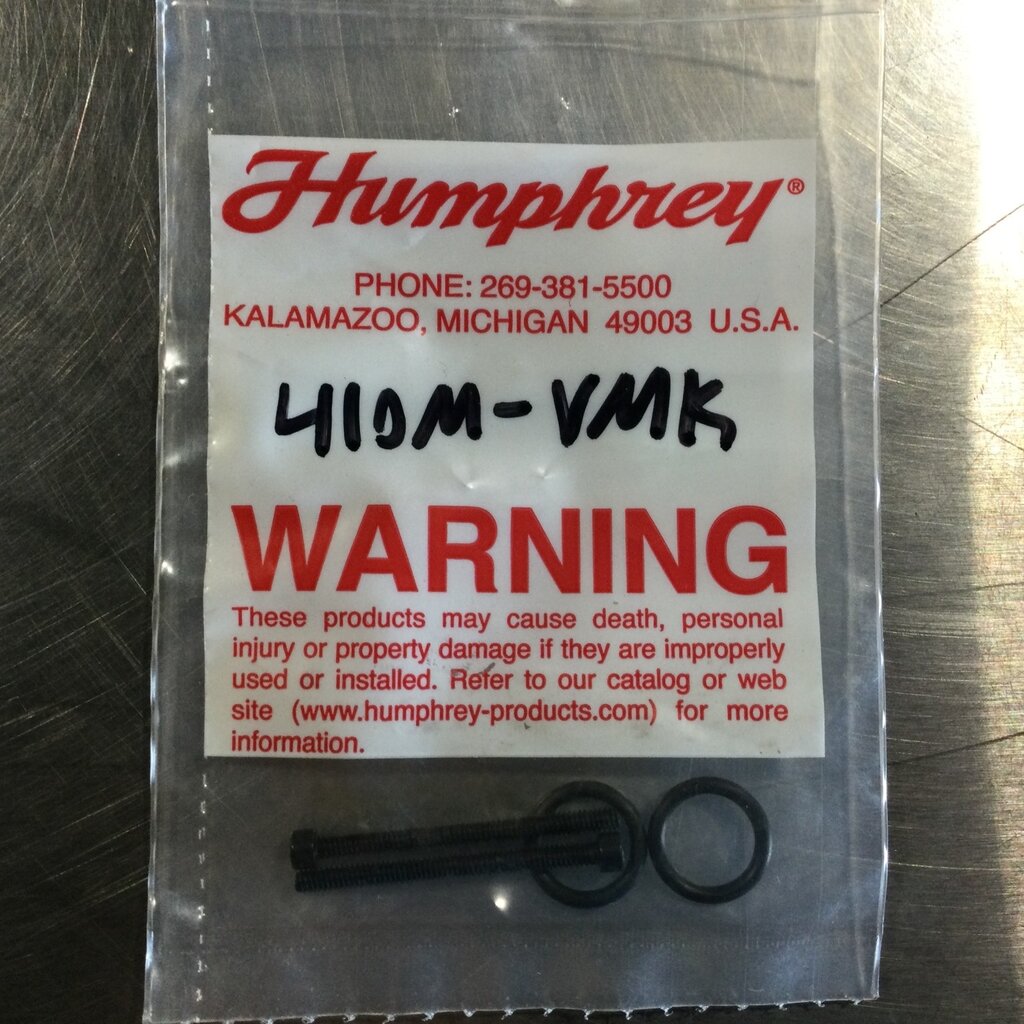 Humphrey®
PHONE: 269-381-5500
KALAMAZOO, MICHIGAN 49003 U.S.A.
410M-VMK
WARNING
These products may cause death, personal
injury or property damage if they are improperly
used or installed. Refer to our catalog or web
site (www.humphrey-products.com) for more
information.